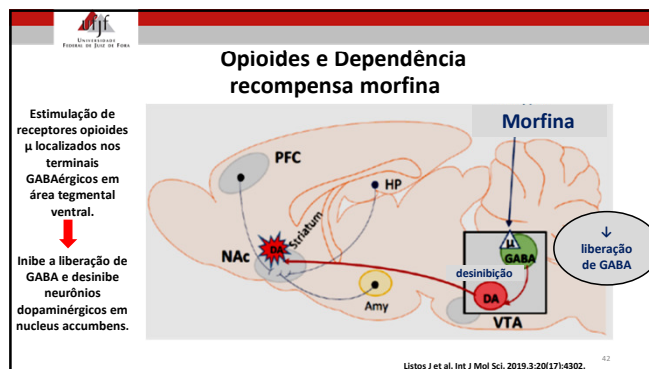 ufjf
UNIVERSIDADE
FEDERAL DE JUIZ DE FORA
Opioides e Dependência
recompensa morfina
Estimulação de
receptores opioides
µ localizados nos
terminais
GABAérgicos em
área tegmental
ventral.
Inibe a liberação de
GABA e desinibe
neurônios
dopaminérgicos em
nucleus accumbens.
Morfina
PFC
HP
Striatum
DA
NAc
µ
GABA
desinibição
DA
Amy
VTA
↓
liberação
de GABA
42
Listos J et al. Int J Mol Sci. 2019.3;20(17):4302.